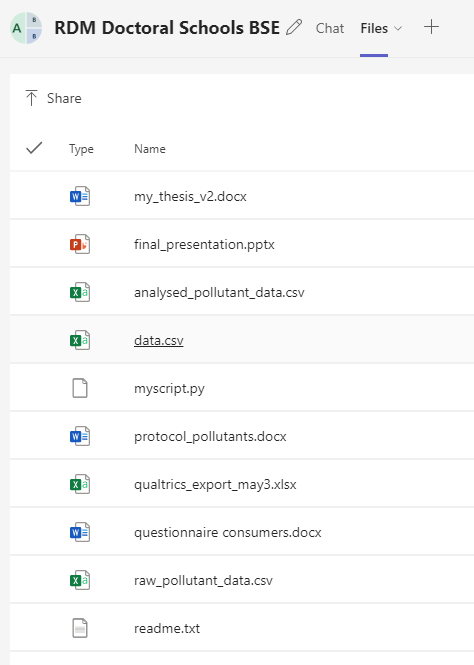 A B B RDM Doctoral Schools BSE Chat Files
Share
Type Name
my_thesis_v2.docx
final_presentation.pptx
analysed_pollutant_data.csv
data.csv
myscript.py
protocol_pollutants.docx
qualtrics_export_may3.xlsx
questionnaire consumers.docx
raw_pollutant_data.csv
readme.txt